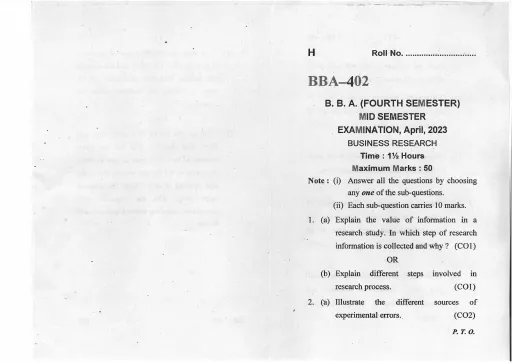 H Roll No. ..............................
BBA–402
B. B. A. (FOURTH SEMESTER)
MID SEMESTER
EXAMINATION, April, 2023
BUSINESS RESEARCH
Time : 1½ Hours
Maximum Marks : 50
Note : (i) Answer all the questions by choosing
any one of the sub-questions.
(ii) Each sub-question carries 10 marks.
1. (a) Explain the value of information in a
research study. In which step of research
information is collected and why ? (CO1)
OR
(b) Explain different steps involved in
research process. (CO1)
2. (a) Illustrate the different sources of
experimental errors. (CO2)
P. T. O.